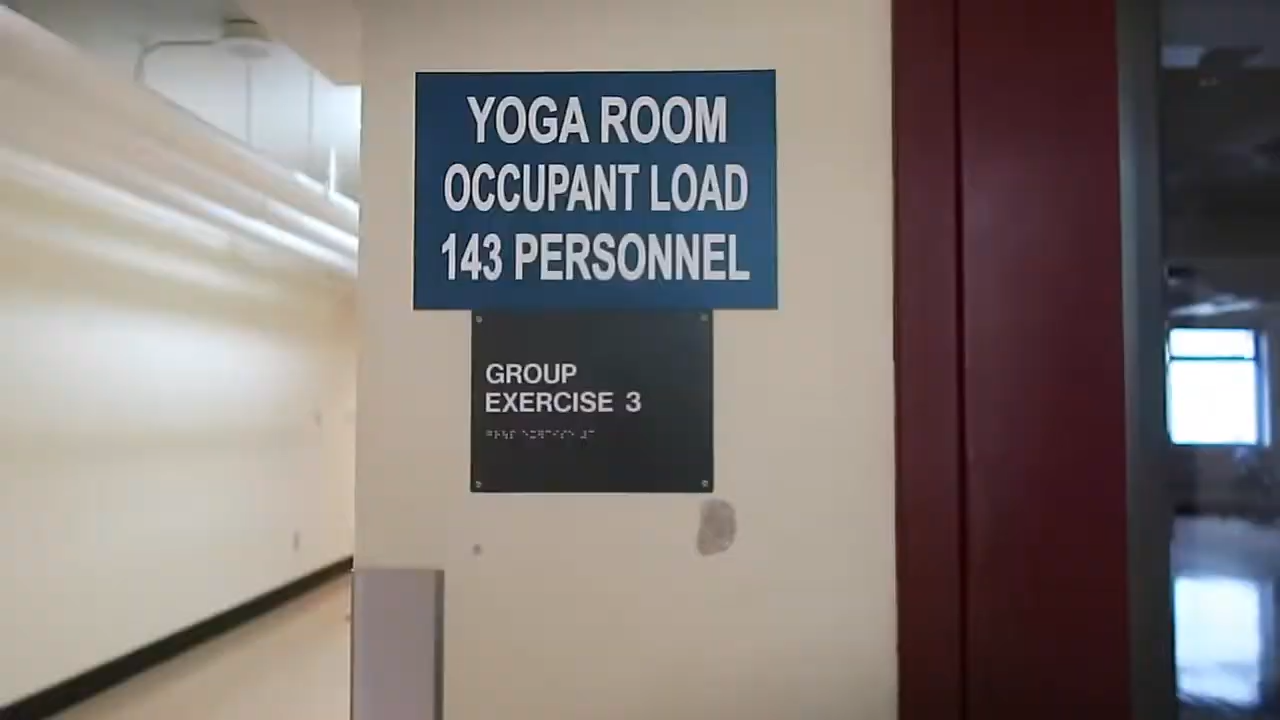 YOGA ROOM
OCCUPANT LOAD
143 PERSONNEL
GROUP
EXERCISE 3